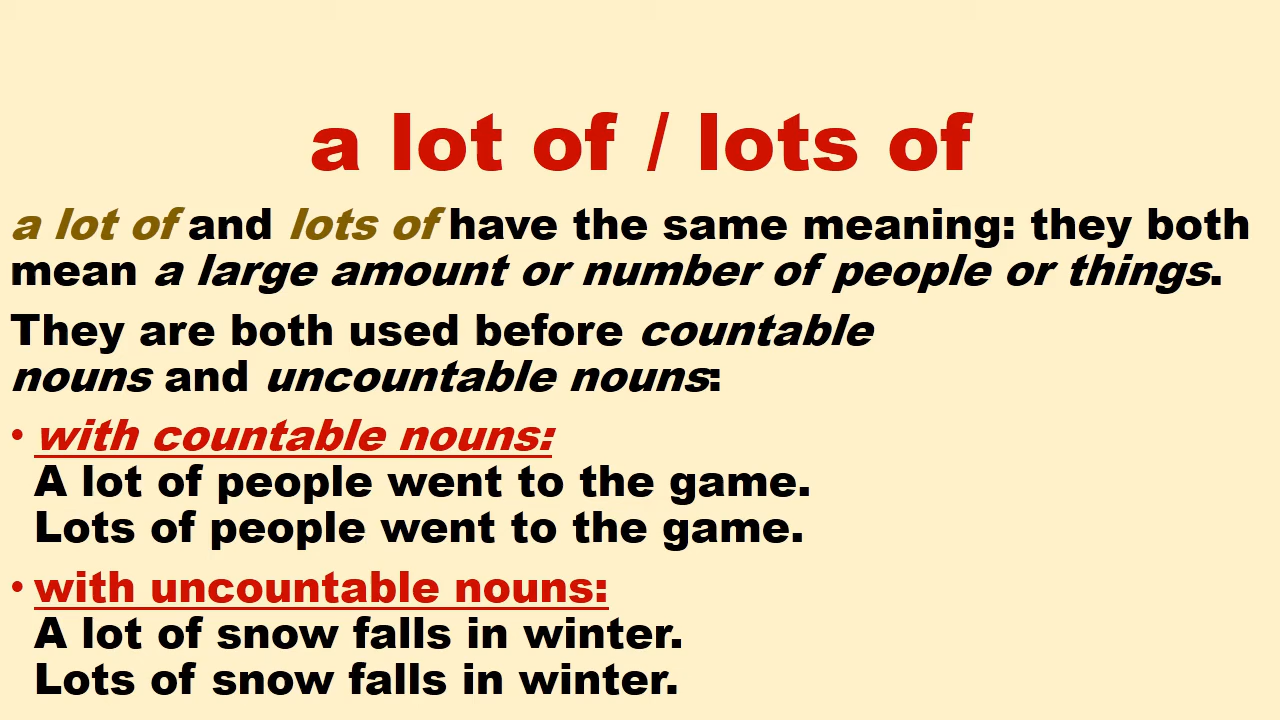 a lot of / lots of
a lot of and lots of have the same meaning: they both
mean a large amount or number of people or things.
They are both used before countable
nouns and uncountable nouns:
• with countable nouns:
A lot of people went to the game.
Lots of people went to the game.
• with uncountable nouns:
A lot of snow falls in winter.
Lots of snow falls in winter.